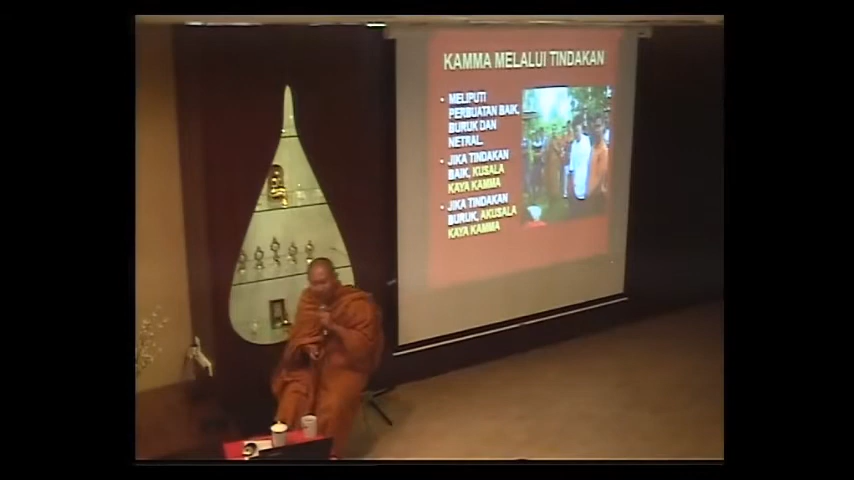 KAMMA MELALUI TINDAKAN
• MELIPUTI
PERBUATAN BAIK,
BURUK DAN
NETRAL.
• JIKA TINDAKAN
BAIK, KUSALA
KAYA KAMMA
• JIKA TINDAKAN
BURUK, AKUSALA
KAYA KAMMA